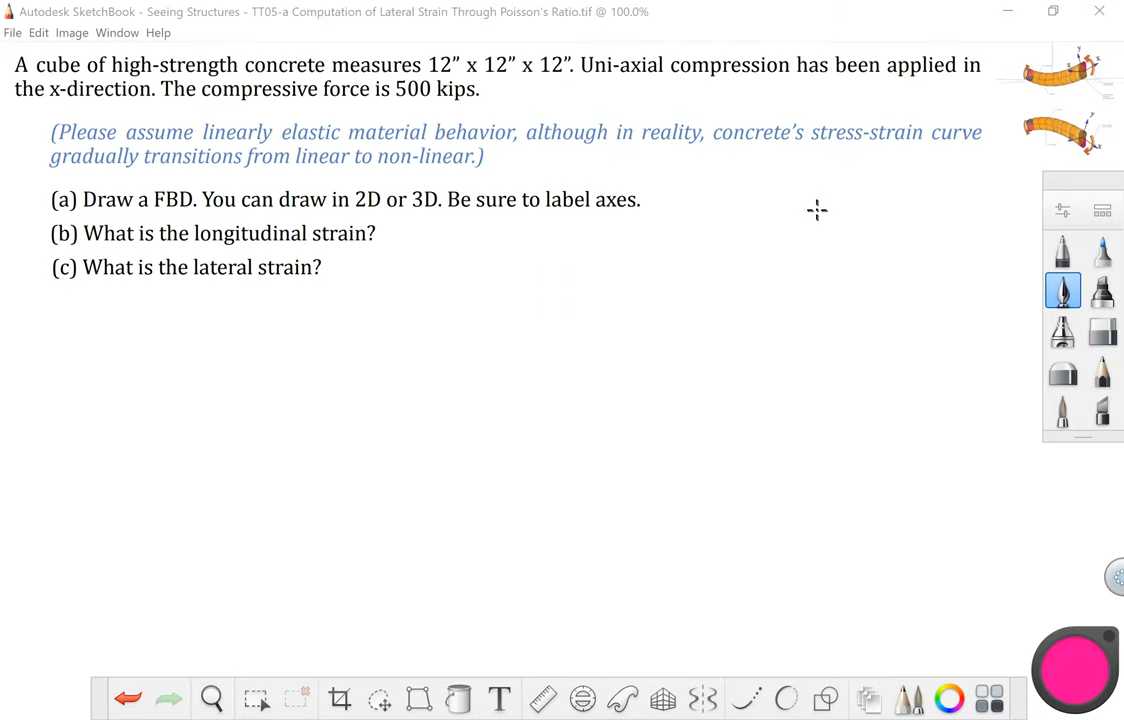 Autodesk SketchBook - Seeing Structures - TT05-a Computation of Lateral Strain Through Poisson's Ratio.tif @ 100.0%
File Edit Image Window Help
A cube of high-strength concrete measures 12” x 12” x 12”. Uni-axial compression has been applied in
the x-direction. The compressive force is 500 kips.
(Please assume linearly elastic material behavior, although in reality, concrete’s stress-strain curve
gradually transitions from linear to non-linear.)
(a) Draw a FBD. You can draw in 2D or 3D. Be sure to label axes.
(b) What is the longitudinal strain?
(c) What is the lateral strain?